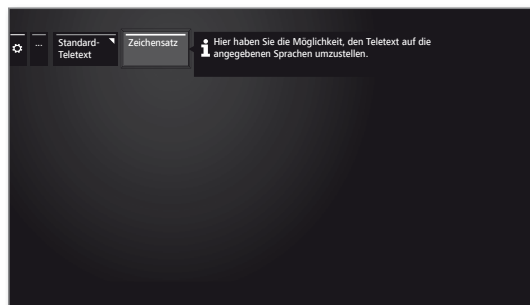 ...
Standard-
Teletext
Zeichensatz
Hier haben Sie die Möglichkeit, den Teletext auf die
angegebenen Sprachen umzustellen.